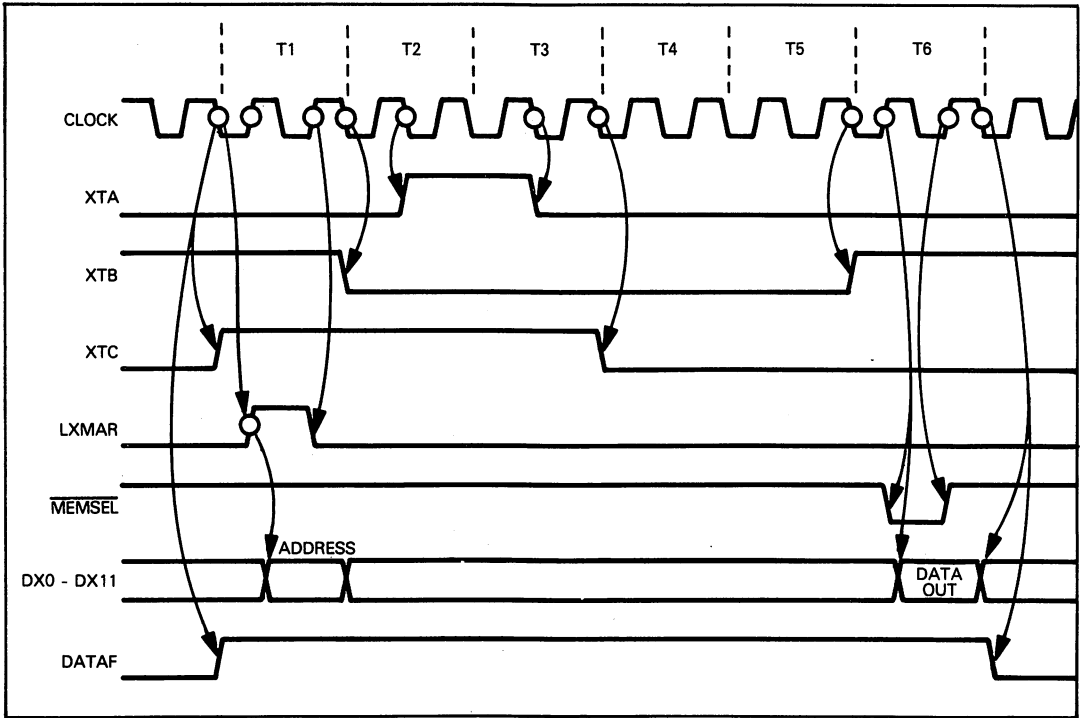 T1 T2 T3 T4 T5 T6
CLOCK
XTA
XTB
XTC
LXMAR
MEMSEL
ADDRESS
DX0 - DX11
DATA
OUT
DATAF